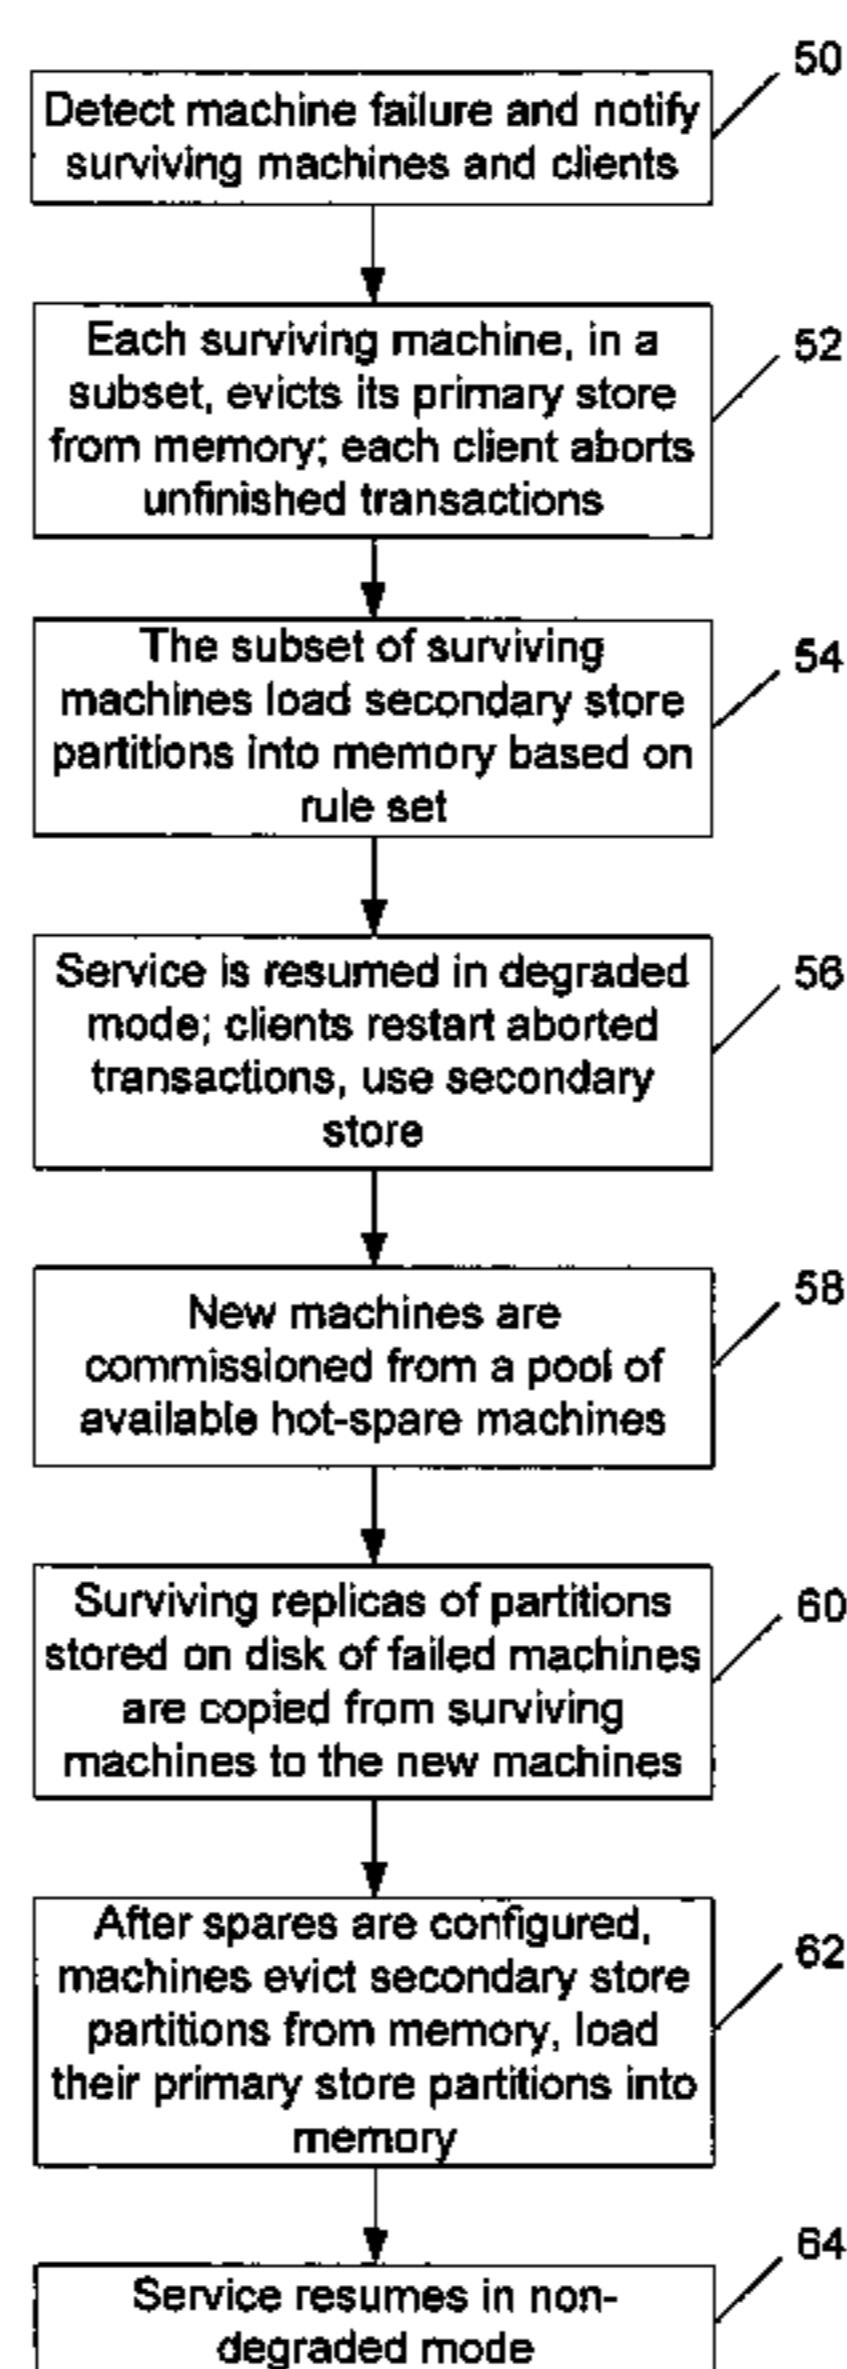 50
Detect machine failure and notify
surviving machines and clients
52
Each surviving machine, in a
subset, evicts its primary store
from memory; each client aborts
unfinished transactions
54
The subset of surviving
machines load secondary store
partitions into memory based on
rule set
56
Service is resumed in degraded
mode; clients restart aborted
transactions, use secondary
store
58
New machines are
commissioned from a pool of
available hot-spare machines
60
Surviving replicas of partitions
stored on disk of failed machines
are copied from surviving
machines to the new machines
62
After spares are configured,
machines evict secondary store
partitions from memory, load
their primary store partitions into
memory
64
Service resumes in non-
degraded mode